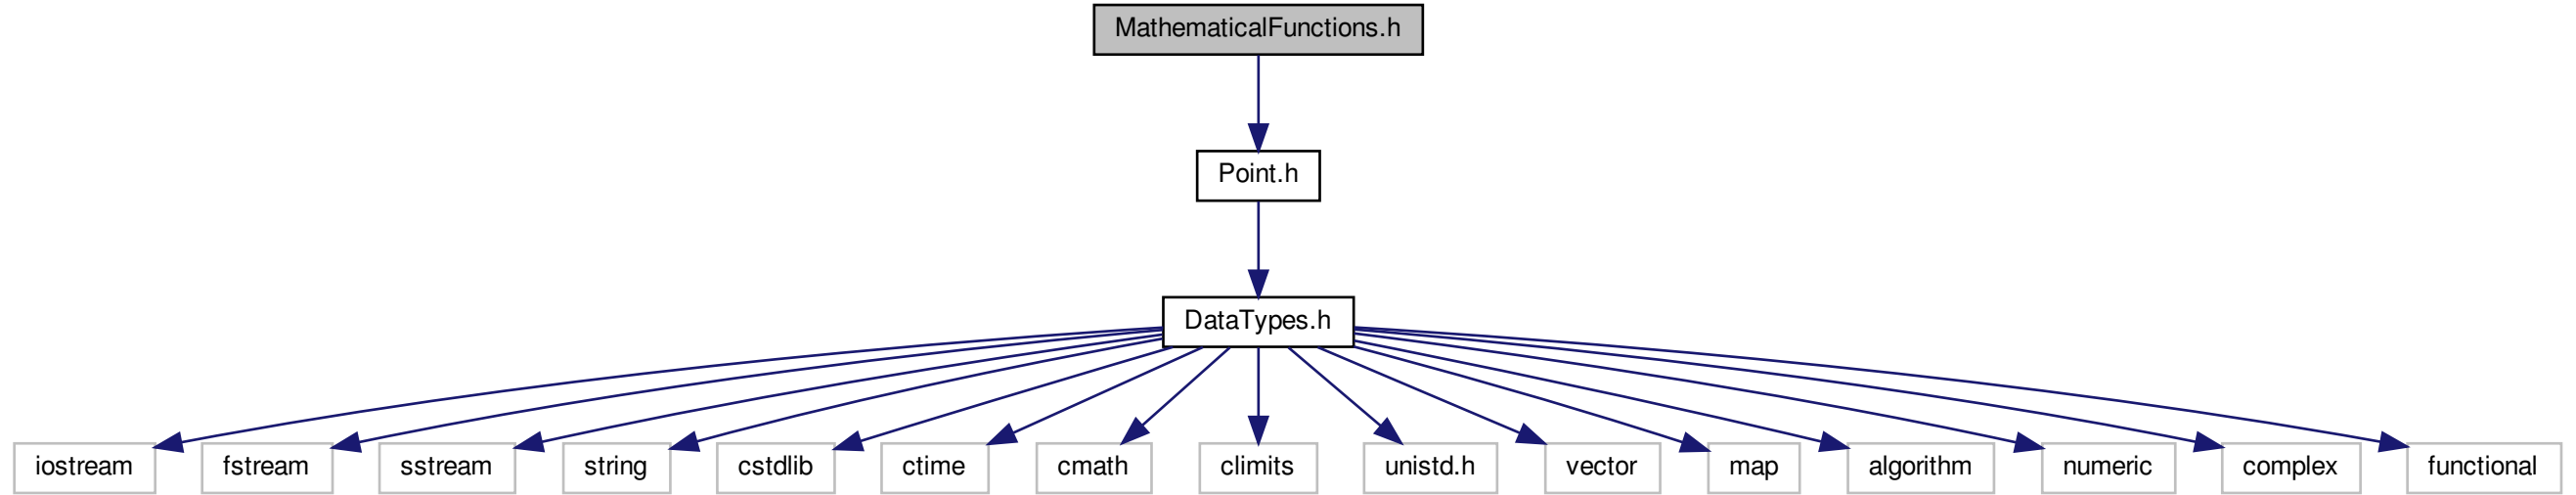 MathematicalFunctions.h
Point.h
DataTypes.h
iostream
fstream
sstream
string
cstdlib
ctime
cmath
climits
unistd.h
vector
map
algorithm
numeric
complex
functional